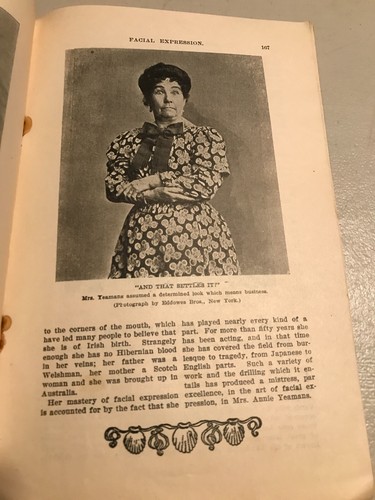 FACIAL EXPRESSION.
167
"AND THAT SETTLES IT!"
Mrs. Yeamans assumed a determined look which means business.
(Photograph by Eddowes Bros., New York.)
to the corners of the mouth, which
have led many people to believe that
she is of Irish birth. Strangely
enough she has no Hibernian blood
in her veins; her father was a
Welshman, her mother a Scotch
woman and she was brought up in
Australia.
Her mastery of facial expression
is accounted for by the fact that she
has played nearly every kind of a
part. For more than fifty years she
has been acting, and in that time
she has covered the field from bur-
lesque to tragedy, from Japanese to
English parts. Such a variety of
work and the drilling which it en-
tails has produced a mistress, par
excellence, in the art of facial ex-
pression, in Mrs. Annie Yeamans.